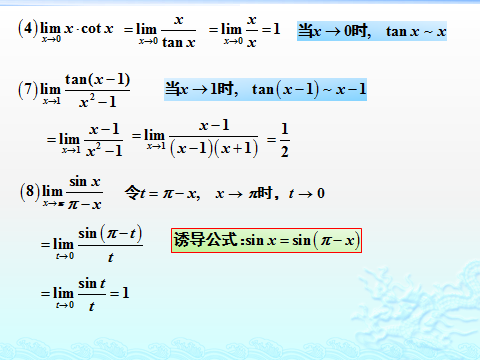 (4) lim_{x→0} x·cot x = lim_{x→0} x/tan x = lim_{x→0} x/x = 1 当x→0时, tan x ~ x
(7) lim_{x→1} tan(x−1)/(x²−1) 当x→1时, tan(x−1) ~ x−1
= lim_{x→1} (x−1)/(x²−1) = lim_{x→1} (x−1)/((x−1)(x+1)) = 1/2
(8) lim_{x→π} sin x/(π−x) 令t = π−x, x→π时, t→0
= lim_{t→0} sin(π−t)/t 诱导公式:sin x = sin(π−x)
= lim_{t→0} sin t/t = 1